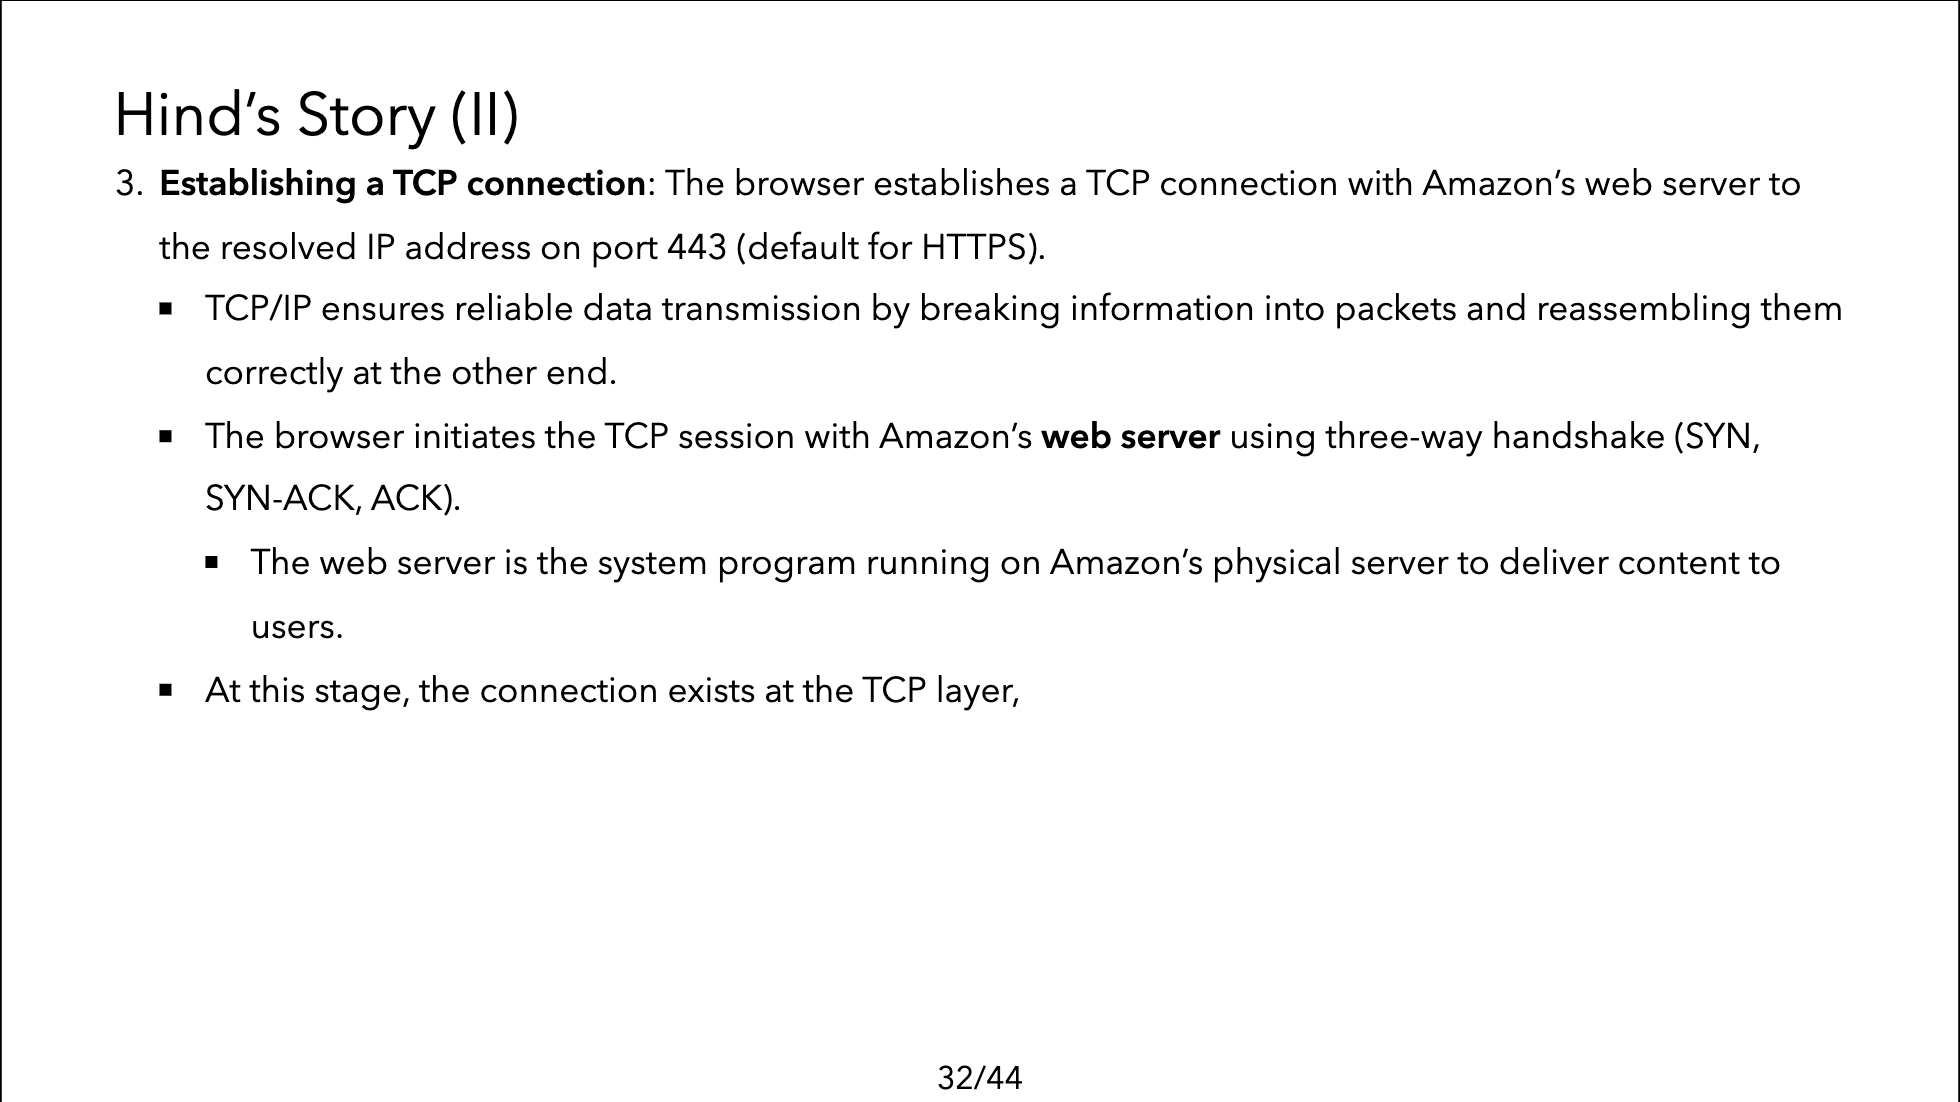 Hind’s Story (II)
3. Establishing a TCP connection: The browser establishes a TCP connection with Amazon’s web server to
the resolved IP address on port 443 (default for HTTPS).
▪ TCP/IP ensures reliable data transmission by breaking information into packets and reassembling them
correctly at the other end.
▪ The browser initiates the TCP session with Amazon’s web server using three-way handshake (SYN,
SYN-ACK, ACK).
▪ The web server is the system program running on Amazon’s physical server to deliver content to
users.
▪ At this stage, the connection exists at the TCP layer,
32/44